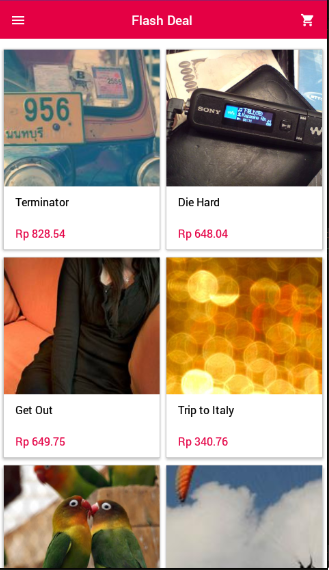 Flash Deal
956
นนทบุรี
SONY
W
Terminator
Rp 828.54
Die Hard
Rp 648.04
Get Out
Rp 649.75
Trip to Italy
Rp 340.76